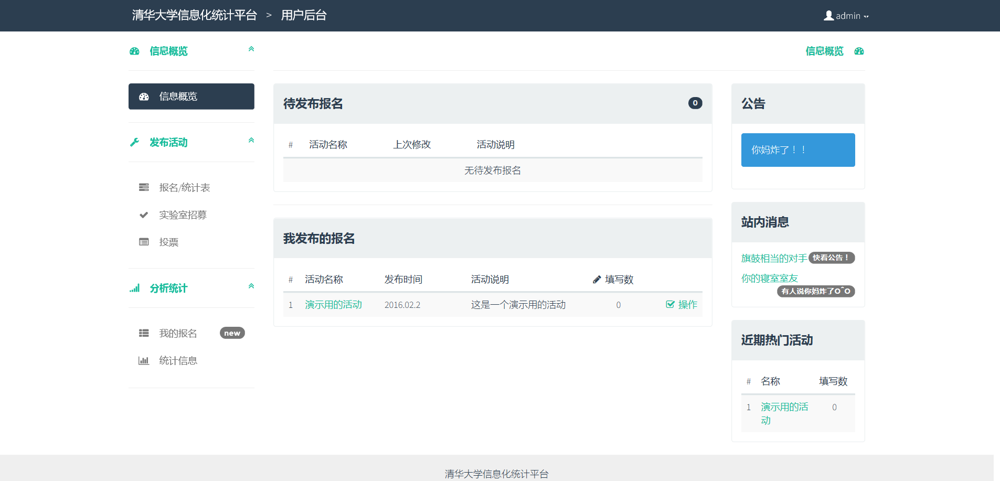 清华大学信息化统计平台 > 用户后台
admin
信息概览
信息概览
发布活动
报名/统计表
实验室招募
投票
分析统计
我的报名 new
统计信息
信息概览
待发布报名 0
# 活动名称 上次修改 活动说明
无待发布报名
我发布的报名
# 活动名称 发布时间 活动说明 填写数
1 演示用的活动 2016.02.2 这是一个演示用的活动 0 操作
公告
你妈炸了！！
站内消息
旗鼓相当的对手 快看公告！
你的寝室室友
有人说你妈炸了O^O
近期热门活动
# 名称 填写数
1 演示用的活 0
动
清华大学信息化统计平台